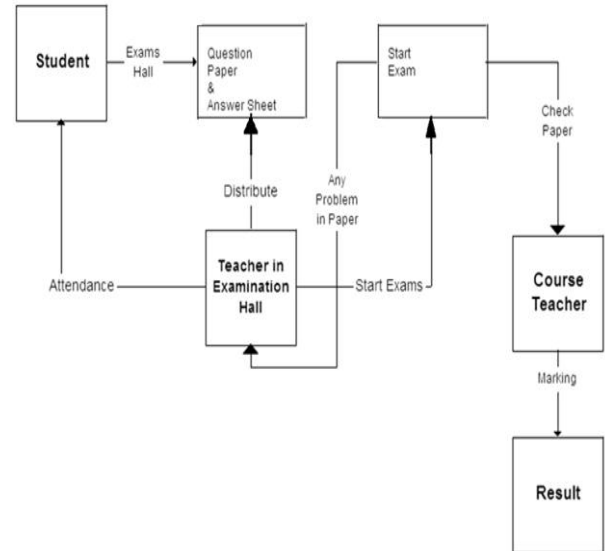 Student
Exams
Hall
Question
Paper
&
Answer Sheet
Start
Exam
Check
Paper
Distribute
Any
Problem
in Paper
Attendance
Teacher in
Examination
Hall
Start Exams
Course
Teacher
Marking
Result